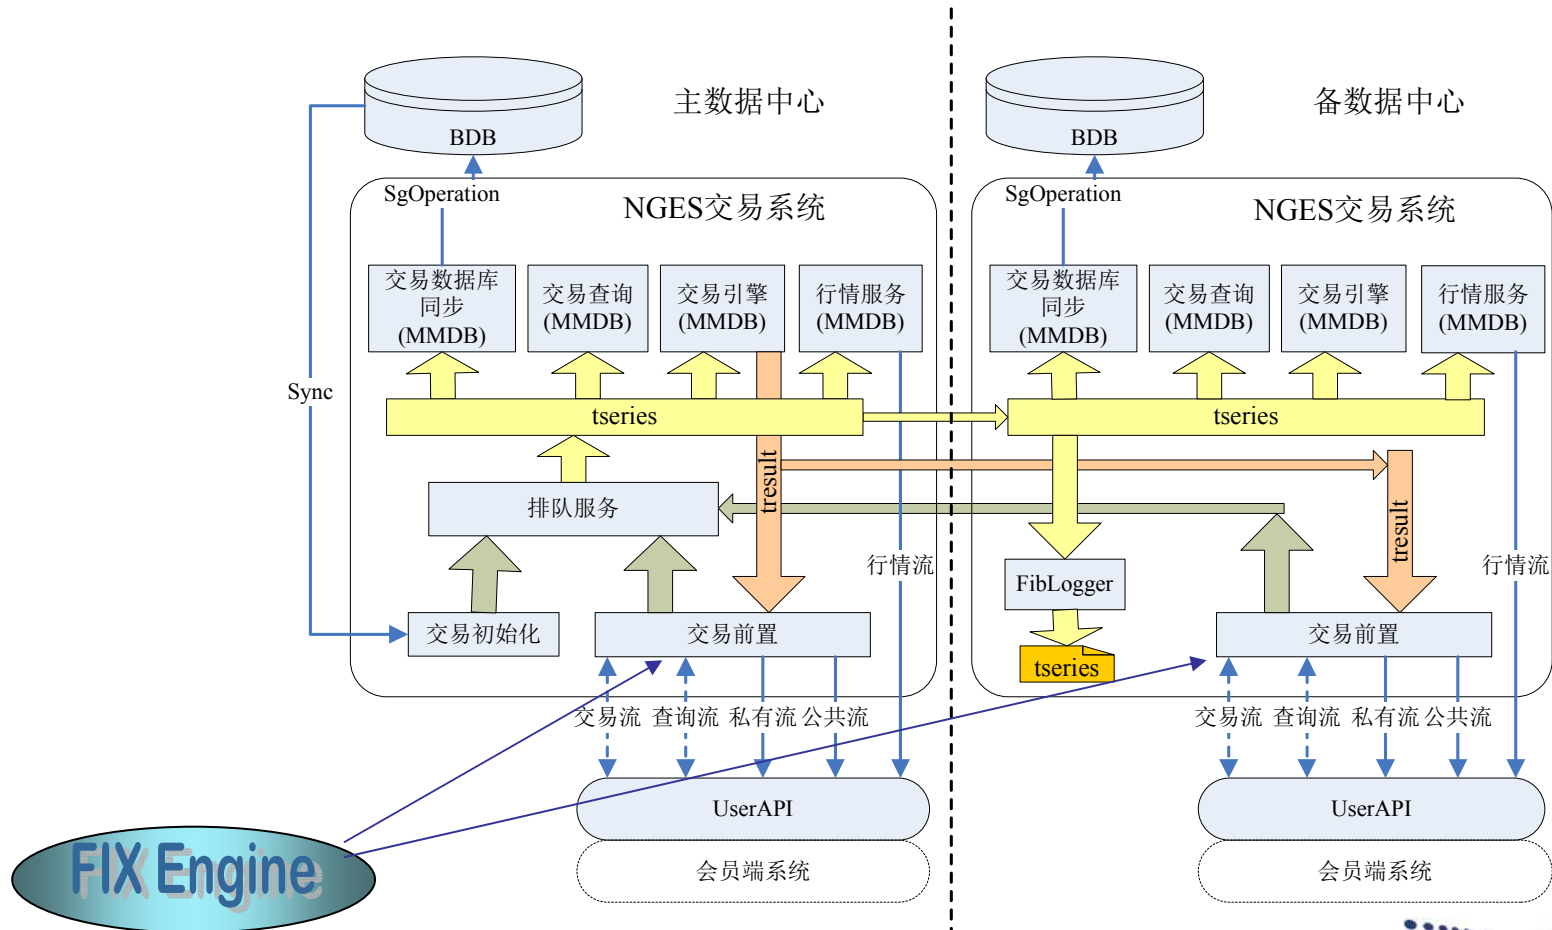 主数据中心
备数据中心
BDB
BDB
SgOperation
SgOperation
NGES交易系统
NGES交易系统
交易数据库
同步
(MMDB)
交易查询
(MMDB)
交易引擎
(MMDB)
行情服务
(MMDB)
交易数据库
同步
(MMDB)
交易查询
(MMDB)
交易引擎
(MMDB)
行情服务
(MMDB)
Sync
tseries
tseries
tresult
tresult
排队服务
行情流
行情流
FibLogger
交易初始化
交易前置
tseries
交易前置
交易流
查询流
私有流
公共流
交易流
查询流
私有流
公共流
UserAPI
UserAPI
FIX Engine
会员端系统
会员端系统